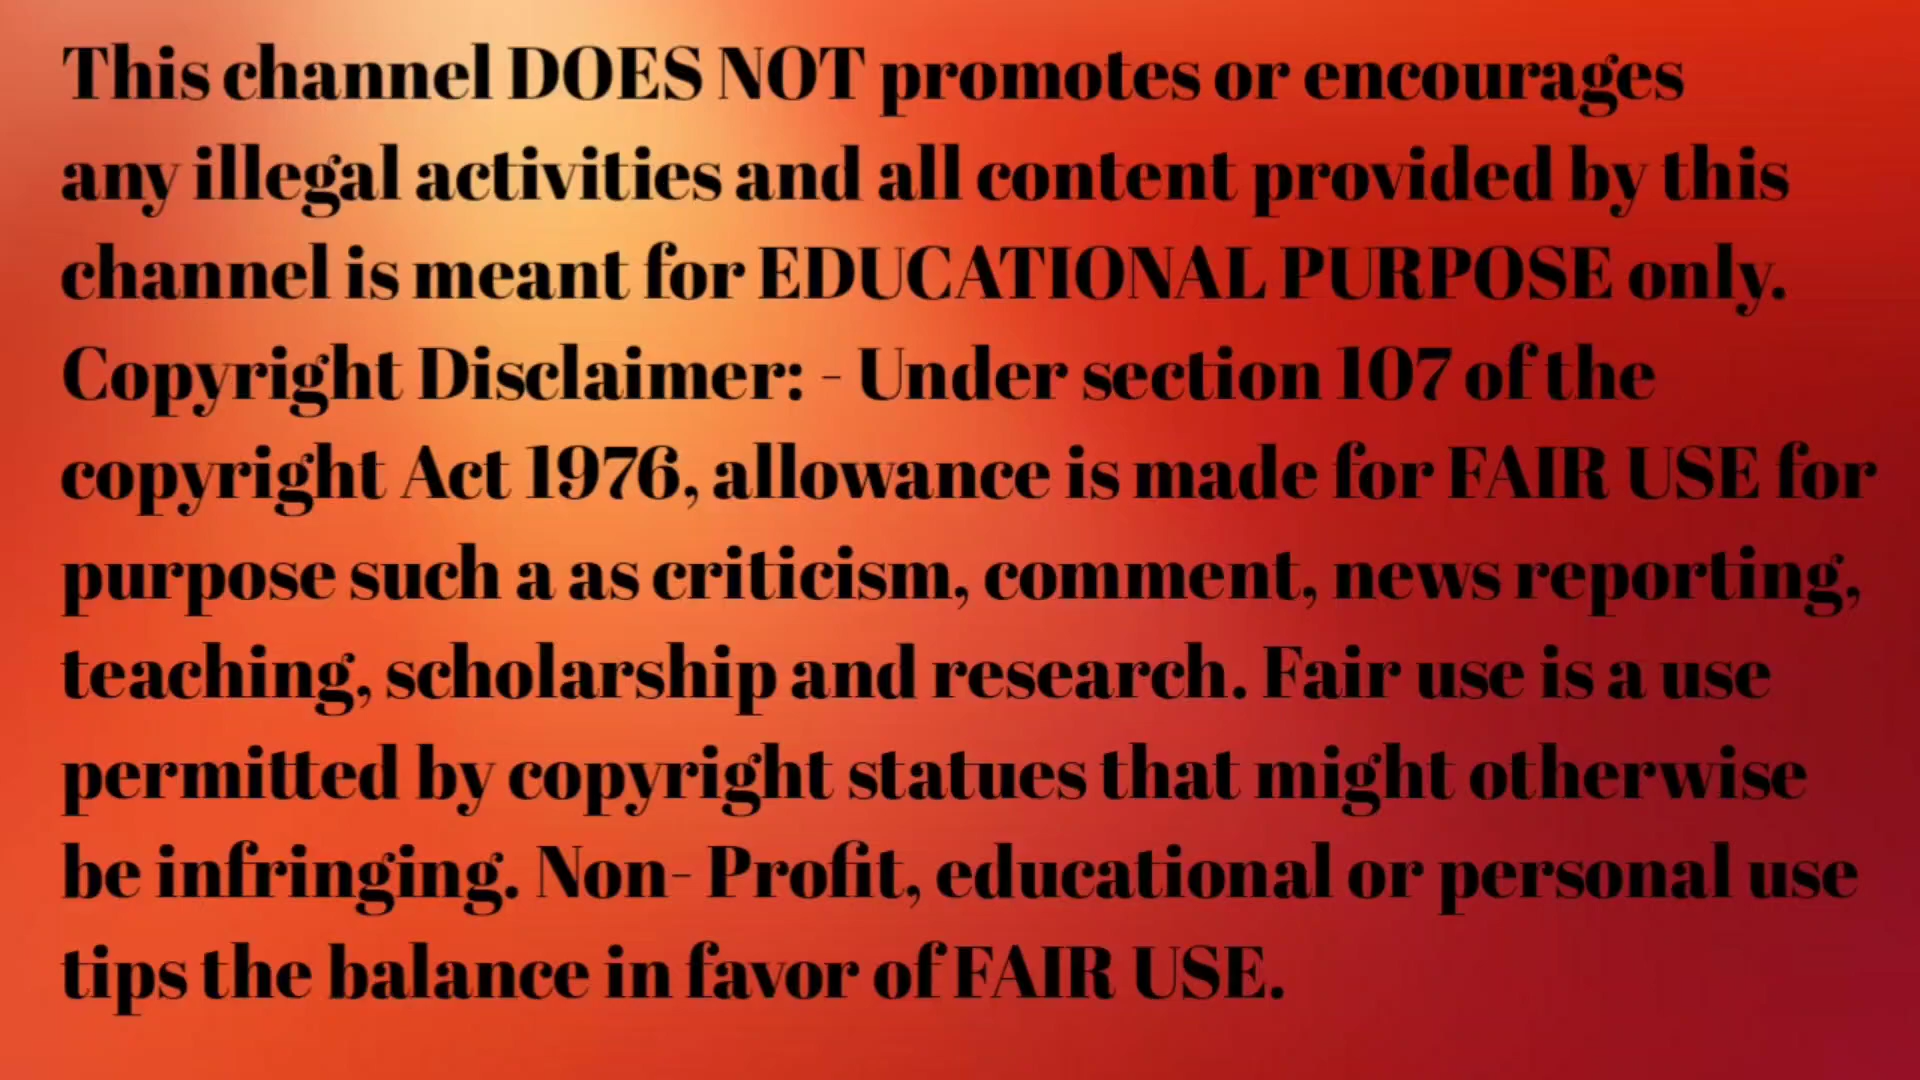 This channel DOES NOT promotes or encourages
any illegal activities and all content provided by this
channel is meant for EDUCATIONAL PURPOSE only.
Copyright Disclaimer: - Under section 107 of the
copyright Act 1976, allowance is made for FAIR USE for
purpose such a as criticism, comment, news reporting,
teaching, scholarship and research. Fair use is a use
permitted by copyright statues that might otherwise
be infringing. Non- Profit, educational or personal use
tips the balance in favor of FAIR USE.